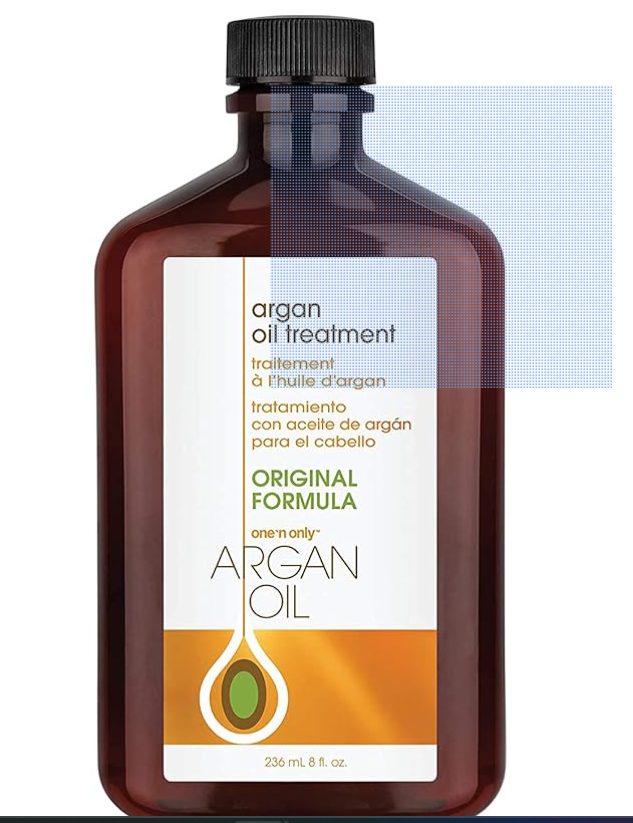 argan
oil treatment
traitement
à l'huile d'argan
tratamiento
con aceite de argán
para el cabello
ORIGINAL
FORMULA
one'n only™
ARGAN
OIL
236 mL 8 fl. oz.